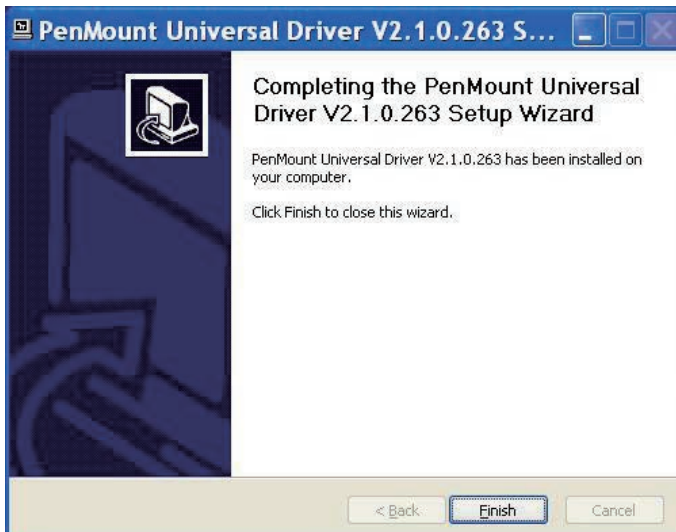 PenMount Universal Driver V2.1.0.263 S...
Completing the PenMount Universal
Driver V2.1.0.263 Setup Wizard
PenMount Universal Driver V2.1.0.263 has been installed on
your computer.
Click Finish to close this wizard.
< Back Finish Cancel